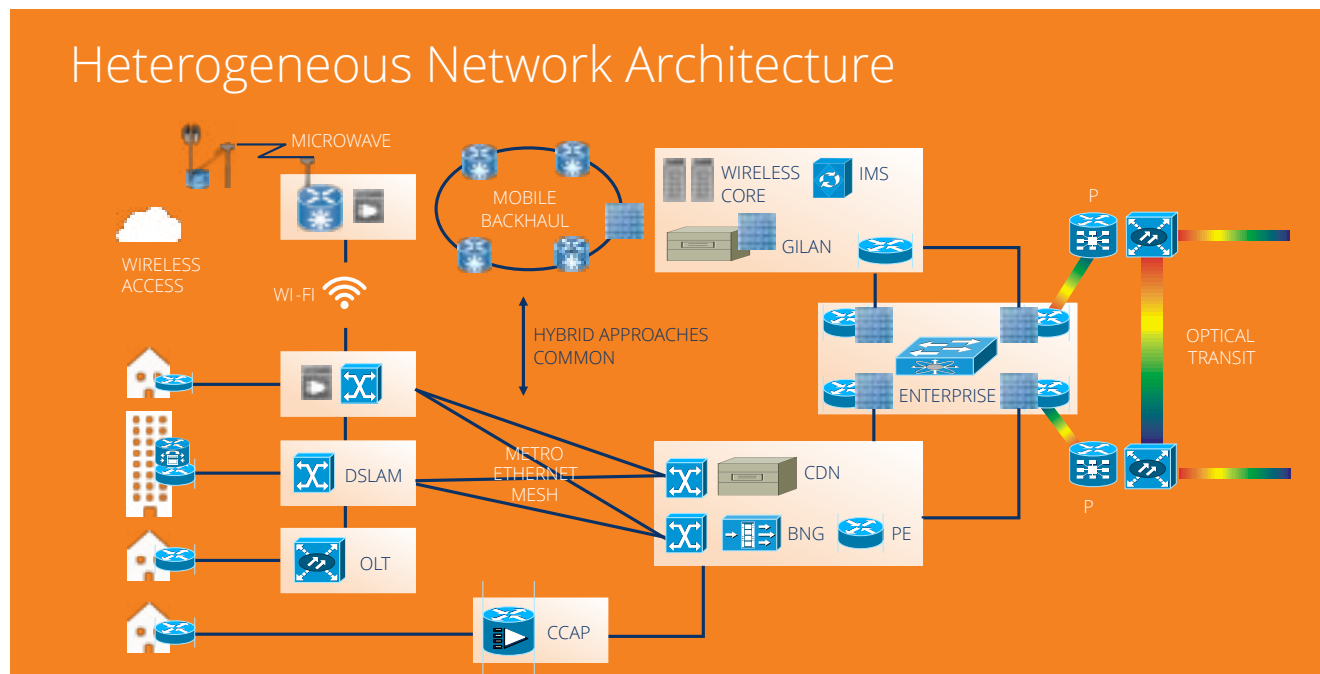 Heterogeneous Network Architecture
MICROWAVE
MOBILE
BACKHAUL
WIRELESS
CORE
IMS
GILAN
P
WIRELESS
ACCESS
WI-FI
HYBRID APPROACHES
COMMON
OPTICAL
TRANSIT
ENTERPRISE
METRO
ETHERNET
MESH
DSLAM
CDN
P
BNG
PE
OLT
CCAP